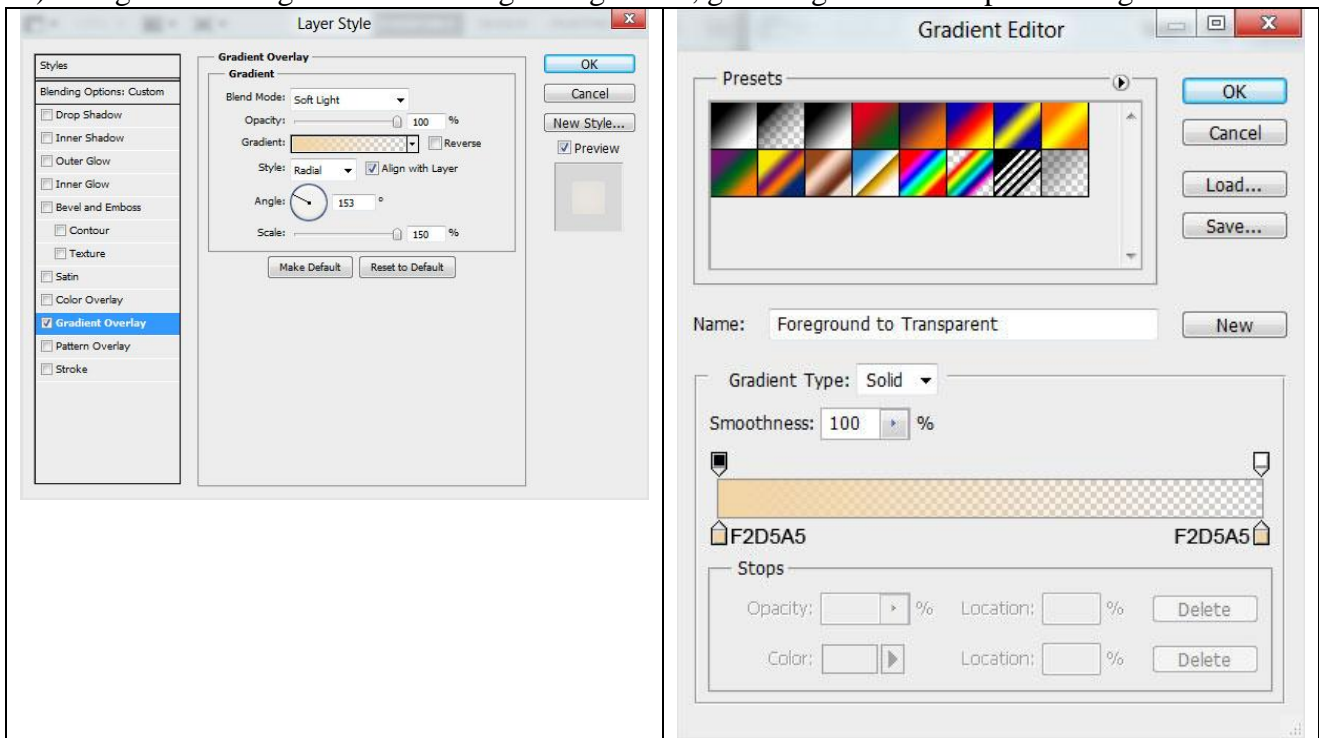 Layer Style
Styles
Blending Options: Custom
Drop Shadow
Inner Shadow
Outer Glow
Inner Glow
Bevel and Emboss
Contour
Texture
Satin
Color Overlay
Gradient Overlay
Pattern Overlay
Stroke
Gradient Overlay
Gradient
Blend Mode: Soft Light
Opacity: 100 %
Gradient: Reverse
Style: Radial Align with Layer
Angle: 153 °
Scale: 150 %
Make Default Reset to Default
OK
Cancel
New Style...
Preview
Gradient Editor
Presets
OK
Cancel
Load...
Save...
Name: Foreground to Transparent New
Gradient Type: Solid
Smoothness: 100 %
F2D5A5 F2D5A5
Stops
Opacity: % Location: % Delete
Color: Location: % Delete